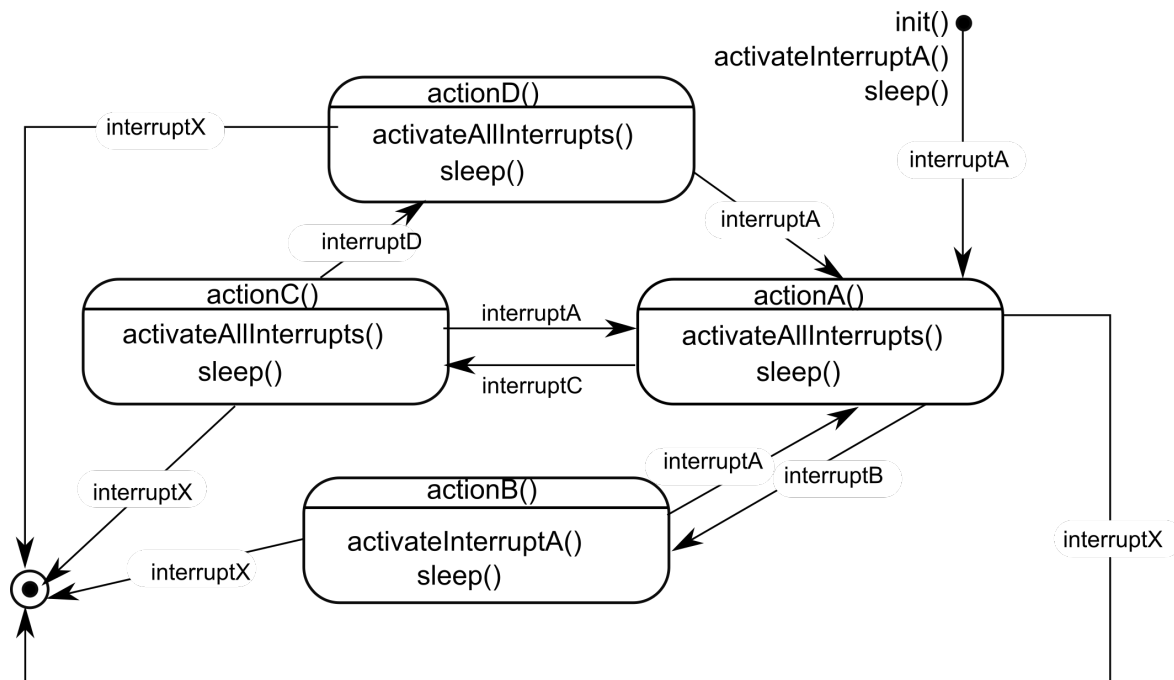 init()
activateInterruptA()
sleep()
actionD()
interruptX
activateAllInterrupts()
sleep()
interruptA
interruptA
interruptD
actionC()
actionA()
interruptA
activateAllInterrupts()
sleep()
activateAllInterrupts()
sleep()
interruptC
interruptA
interruptB
interruptX
actionB()
activateInterruptA()
sleep()
interruptX
interruptX